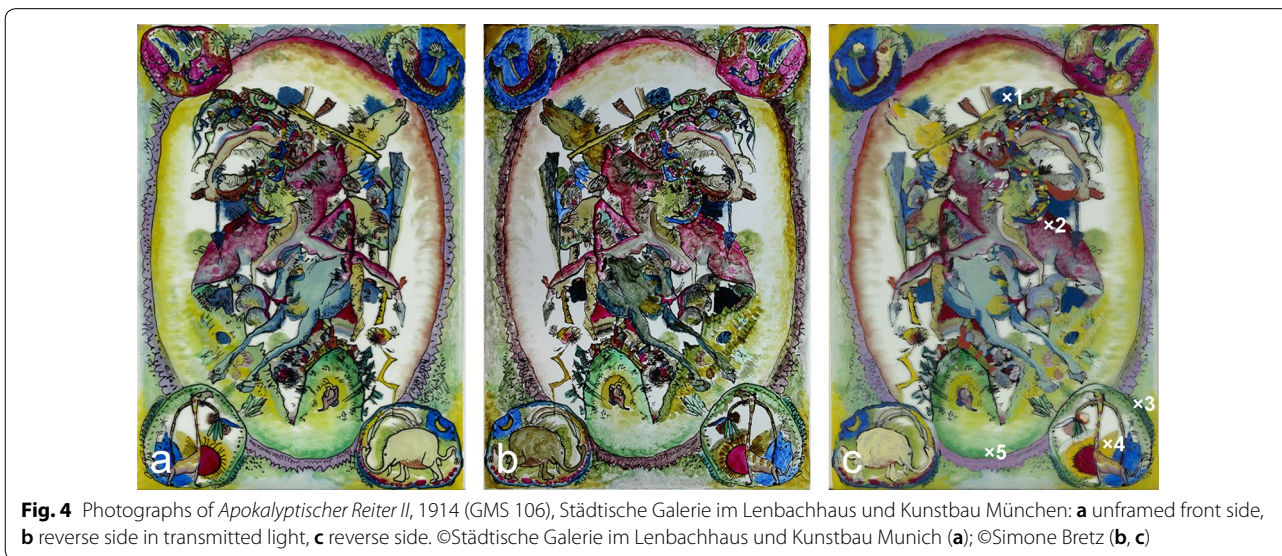 a
b
c
×1
×2
×3
×4
×5
Fig. 4 Photographs of Apokalyptischer Reiter II, 1914 (GMS 106), Städtische Galerie im Lenbachhaus und Kunstbau München: a unframed front side,
b reverse side in transmitted light, c reverse side. ©Städtische Galerie im Lenbachhaus und Kunstbau Munich (a); ©Simone Bretz (b, c)